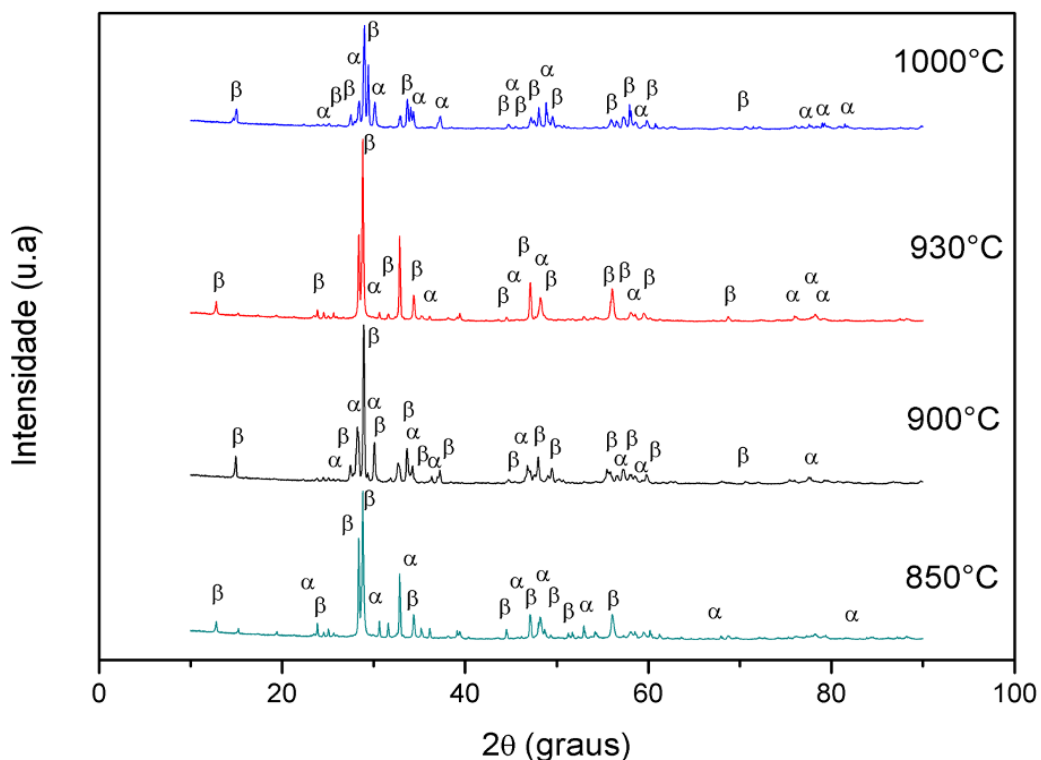 β
β α β
1000°C
β α β β α β β α α β α β β α β β β α β β α β β α α α
β
930°C
β β β α β α β β α α β β β α β β α α α
β
900°C
β α β α α β β α β α β β α β β β α β α β β α
β
850°C
β α β β α α β β α β α β β α β α α
0 20 40 60 80 100
2θ (graus)
Intensidade (u.a)